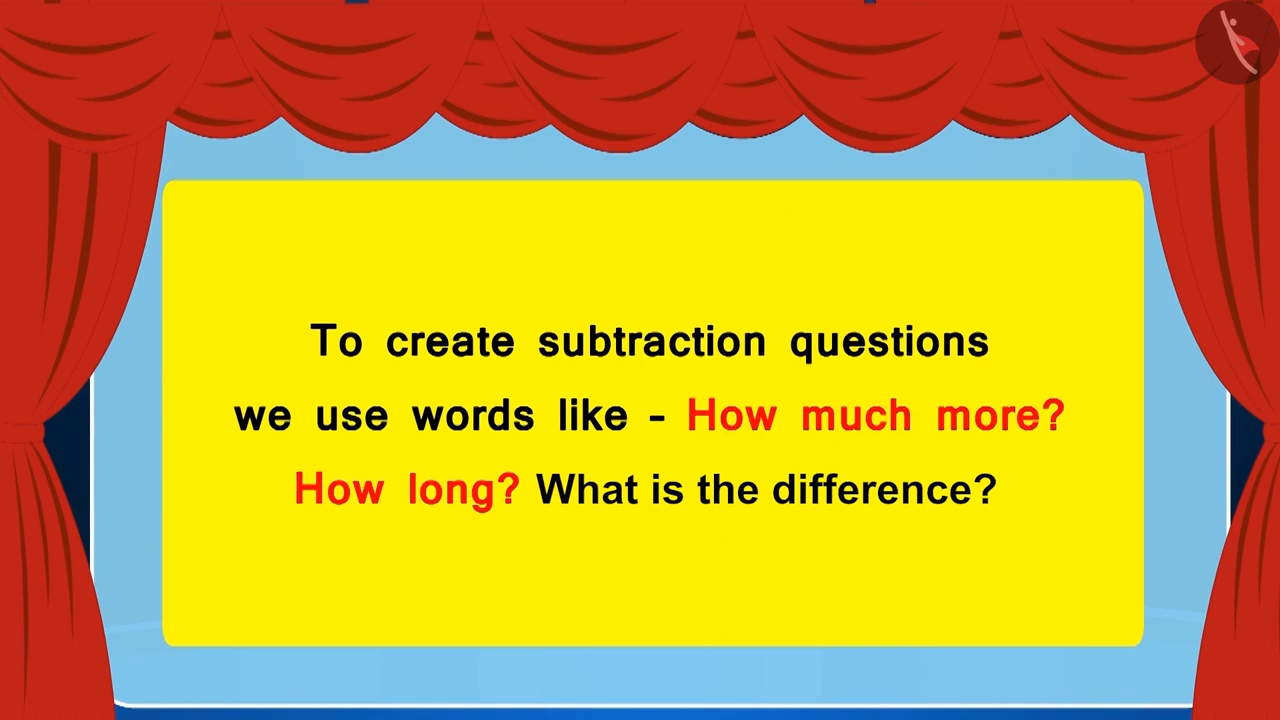 To create subtraction questions
we use words like - How much more?
How long? What is the difference?